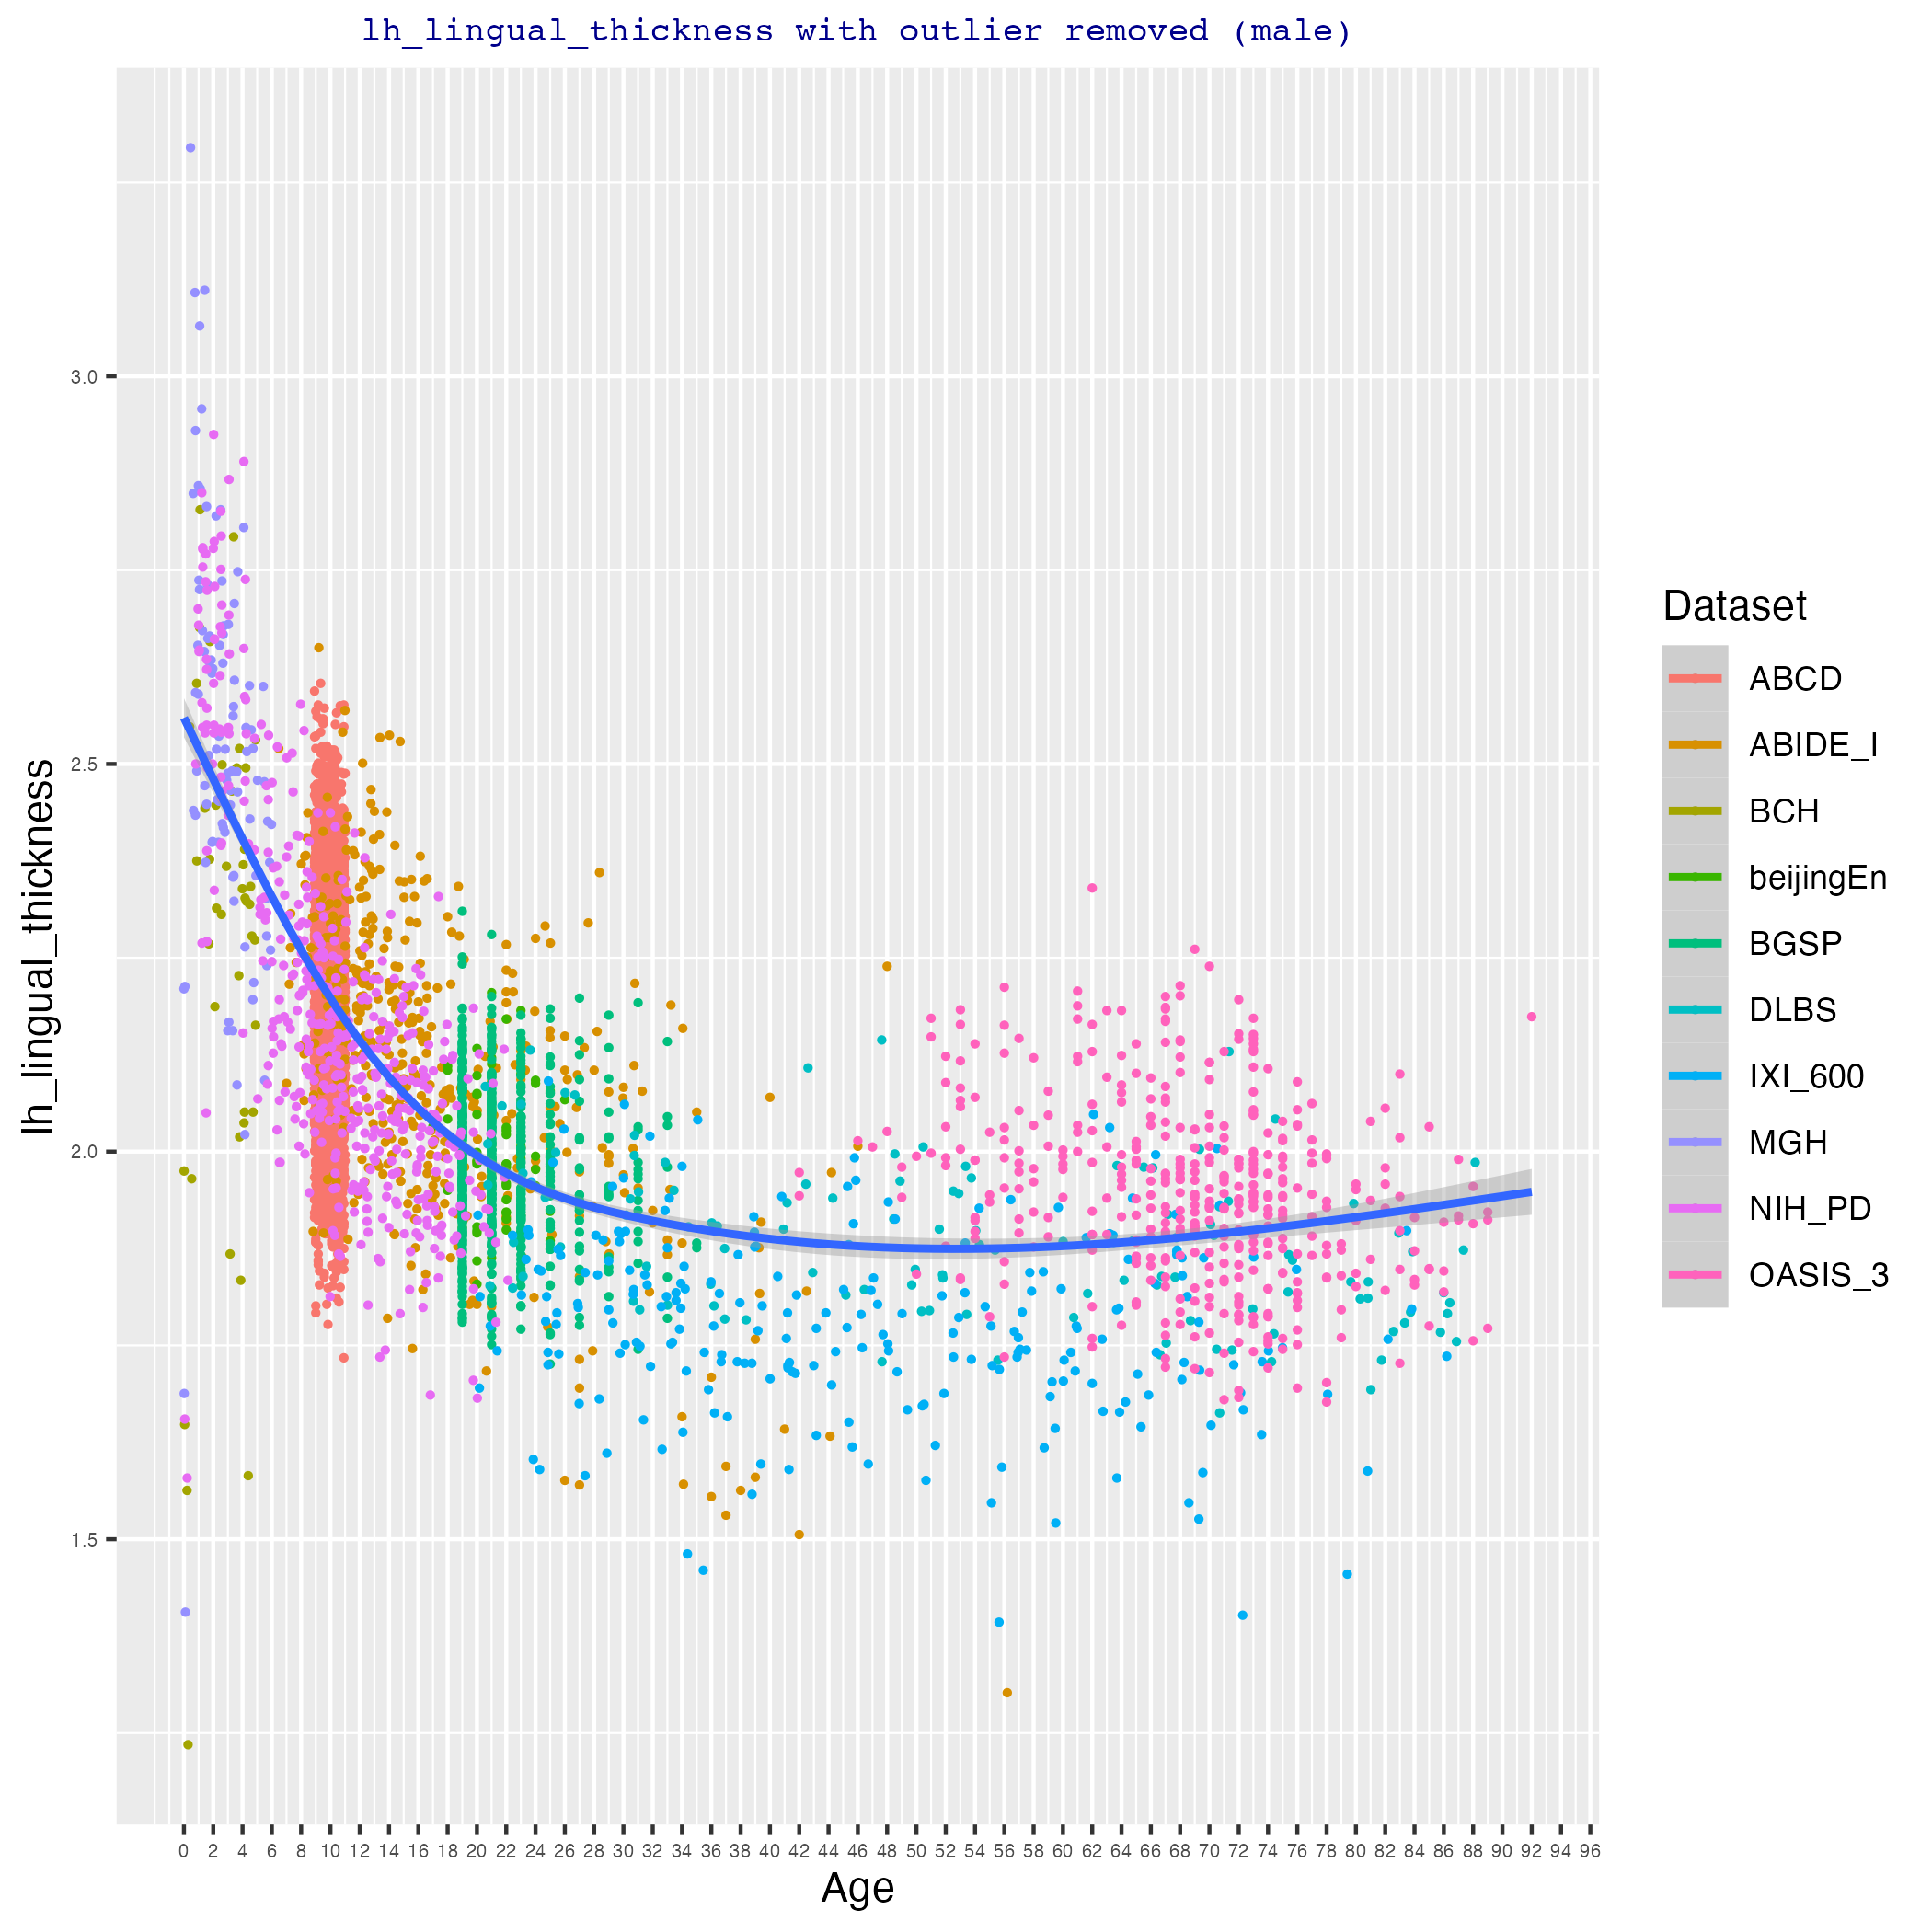 lh_lingual_thickness with outlier removed (male)
lh_lingual_thickness
3.0
2.5
2.0
1.5
0 2 4 6 8 10 12 14 16 18 20 22 24 26 28 30 32 34 36 38 40 42 44 46 48 50 52 54 56 58 60 62 64 66 68 70 72 74 76 78 80 82 84 86 88 90 92 94 96
Age
Dataset
ABCD
ABIDE_I
BCH
beijingEn
BGSP
DLBS
IXI_600
MGH
NIH_PD
OASIS_3